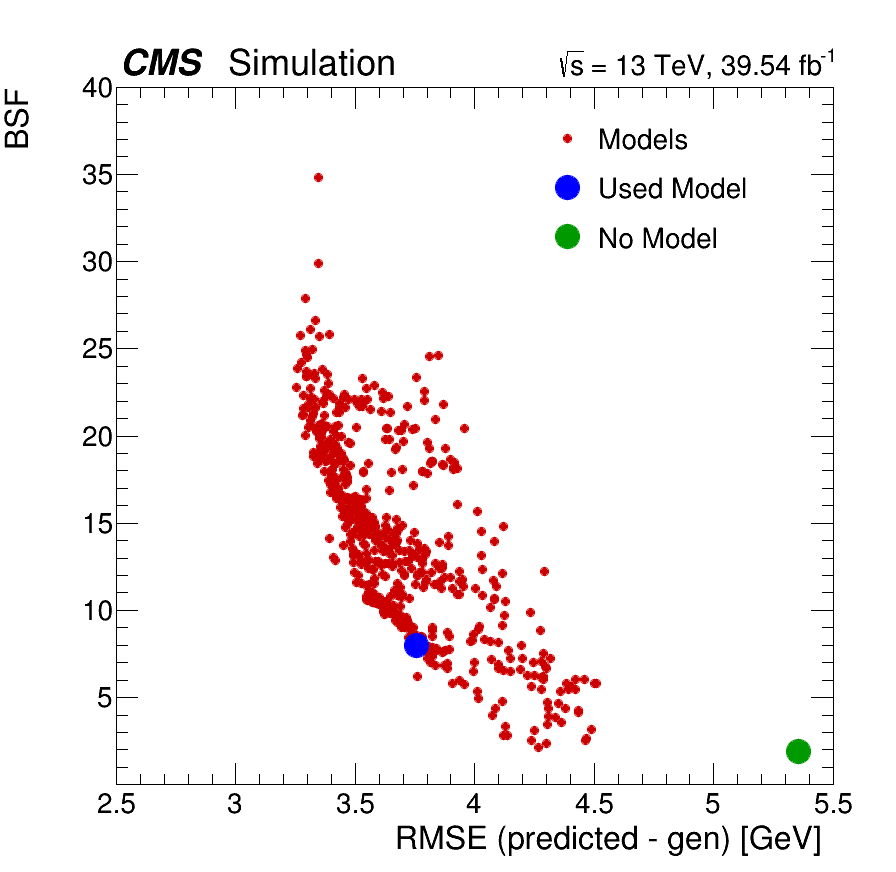 CMS Simulation √s = 13 TeV, 39.54 fb⁻¹
BSF
40
35
30
25
20
15
10
5
Models
Used Model
No Model
2.5 3 3.5 4 4.5 5 5.5
RMSE (predicted - gen) [GeV]